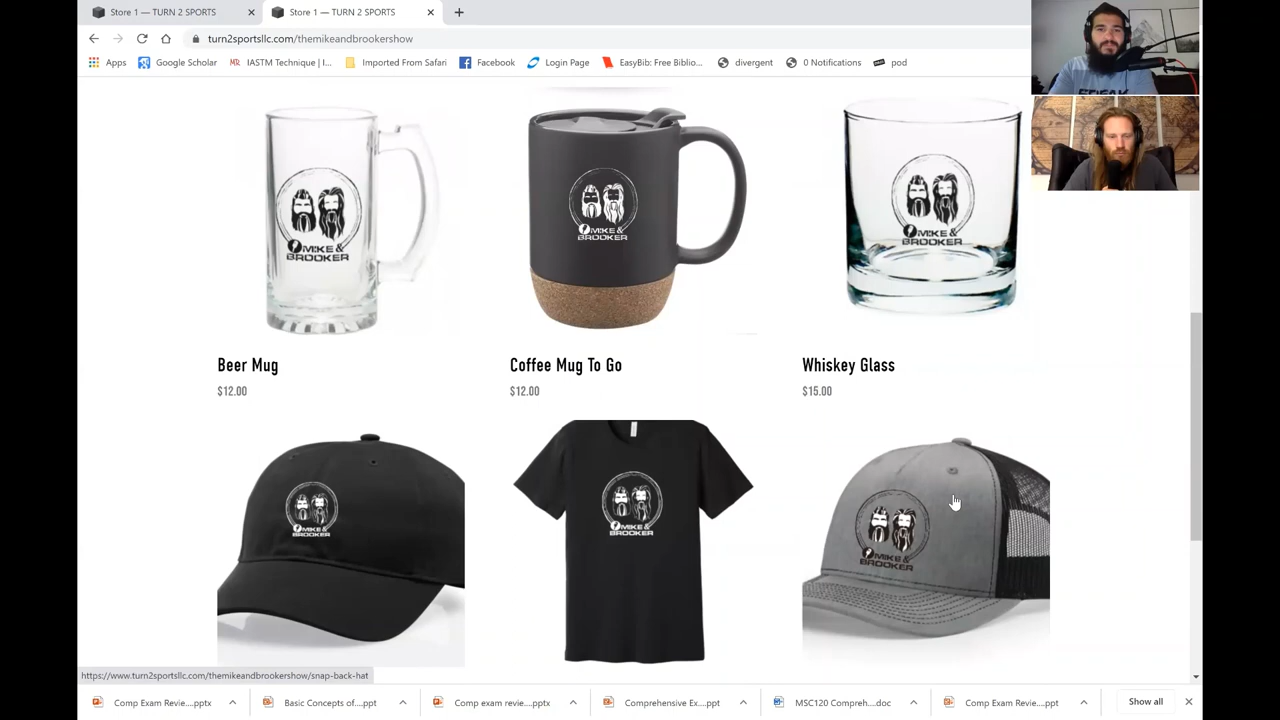 Store 1 — TURN 2 SPORTS
Store 1 — TURN 2 SPORTS
turn2sportsllc.com/themikeandbrookershow
Apps
Google Scholar
MR IASTM Technique | I...
Imported From Safari
Facebook
Login Page
EasyBib: Free Biblio...
divergent
0 Notifications
pod
MIKE &
BROOKER
MIKE &
BROOKER
MIKE &
BROOKER
Beer Mug
Coffee Mug To Go
Whiskey Glass
$12.00
$12.00
$15.00
MIKE &
BROOKER
MIKE &
BROOKER
MIKE &
BROOKER
https://www.turn2sportsllc.com/themikeandbrookershow/snap-back-hat
Comp Exam Revie....pptx
Basic Concepts of....ppt
Comp exam revie....pptx
Comprehensive Ex....ppt
MSC120 Compreh...doc
Comp Exam Revie....ppt
Show all